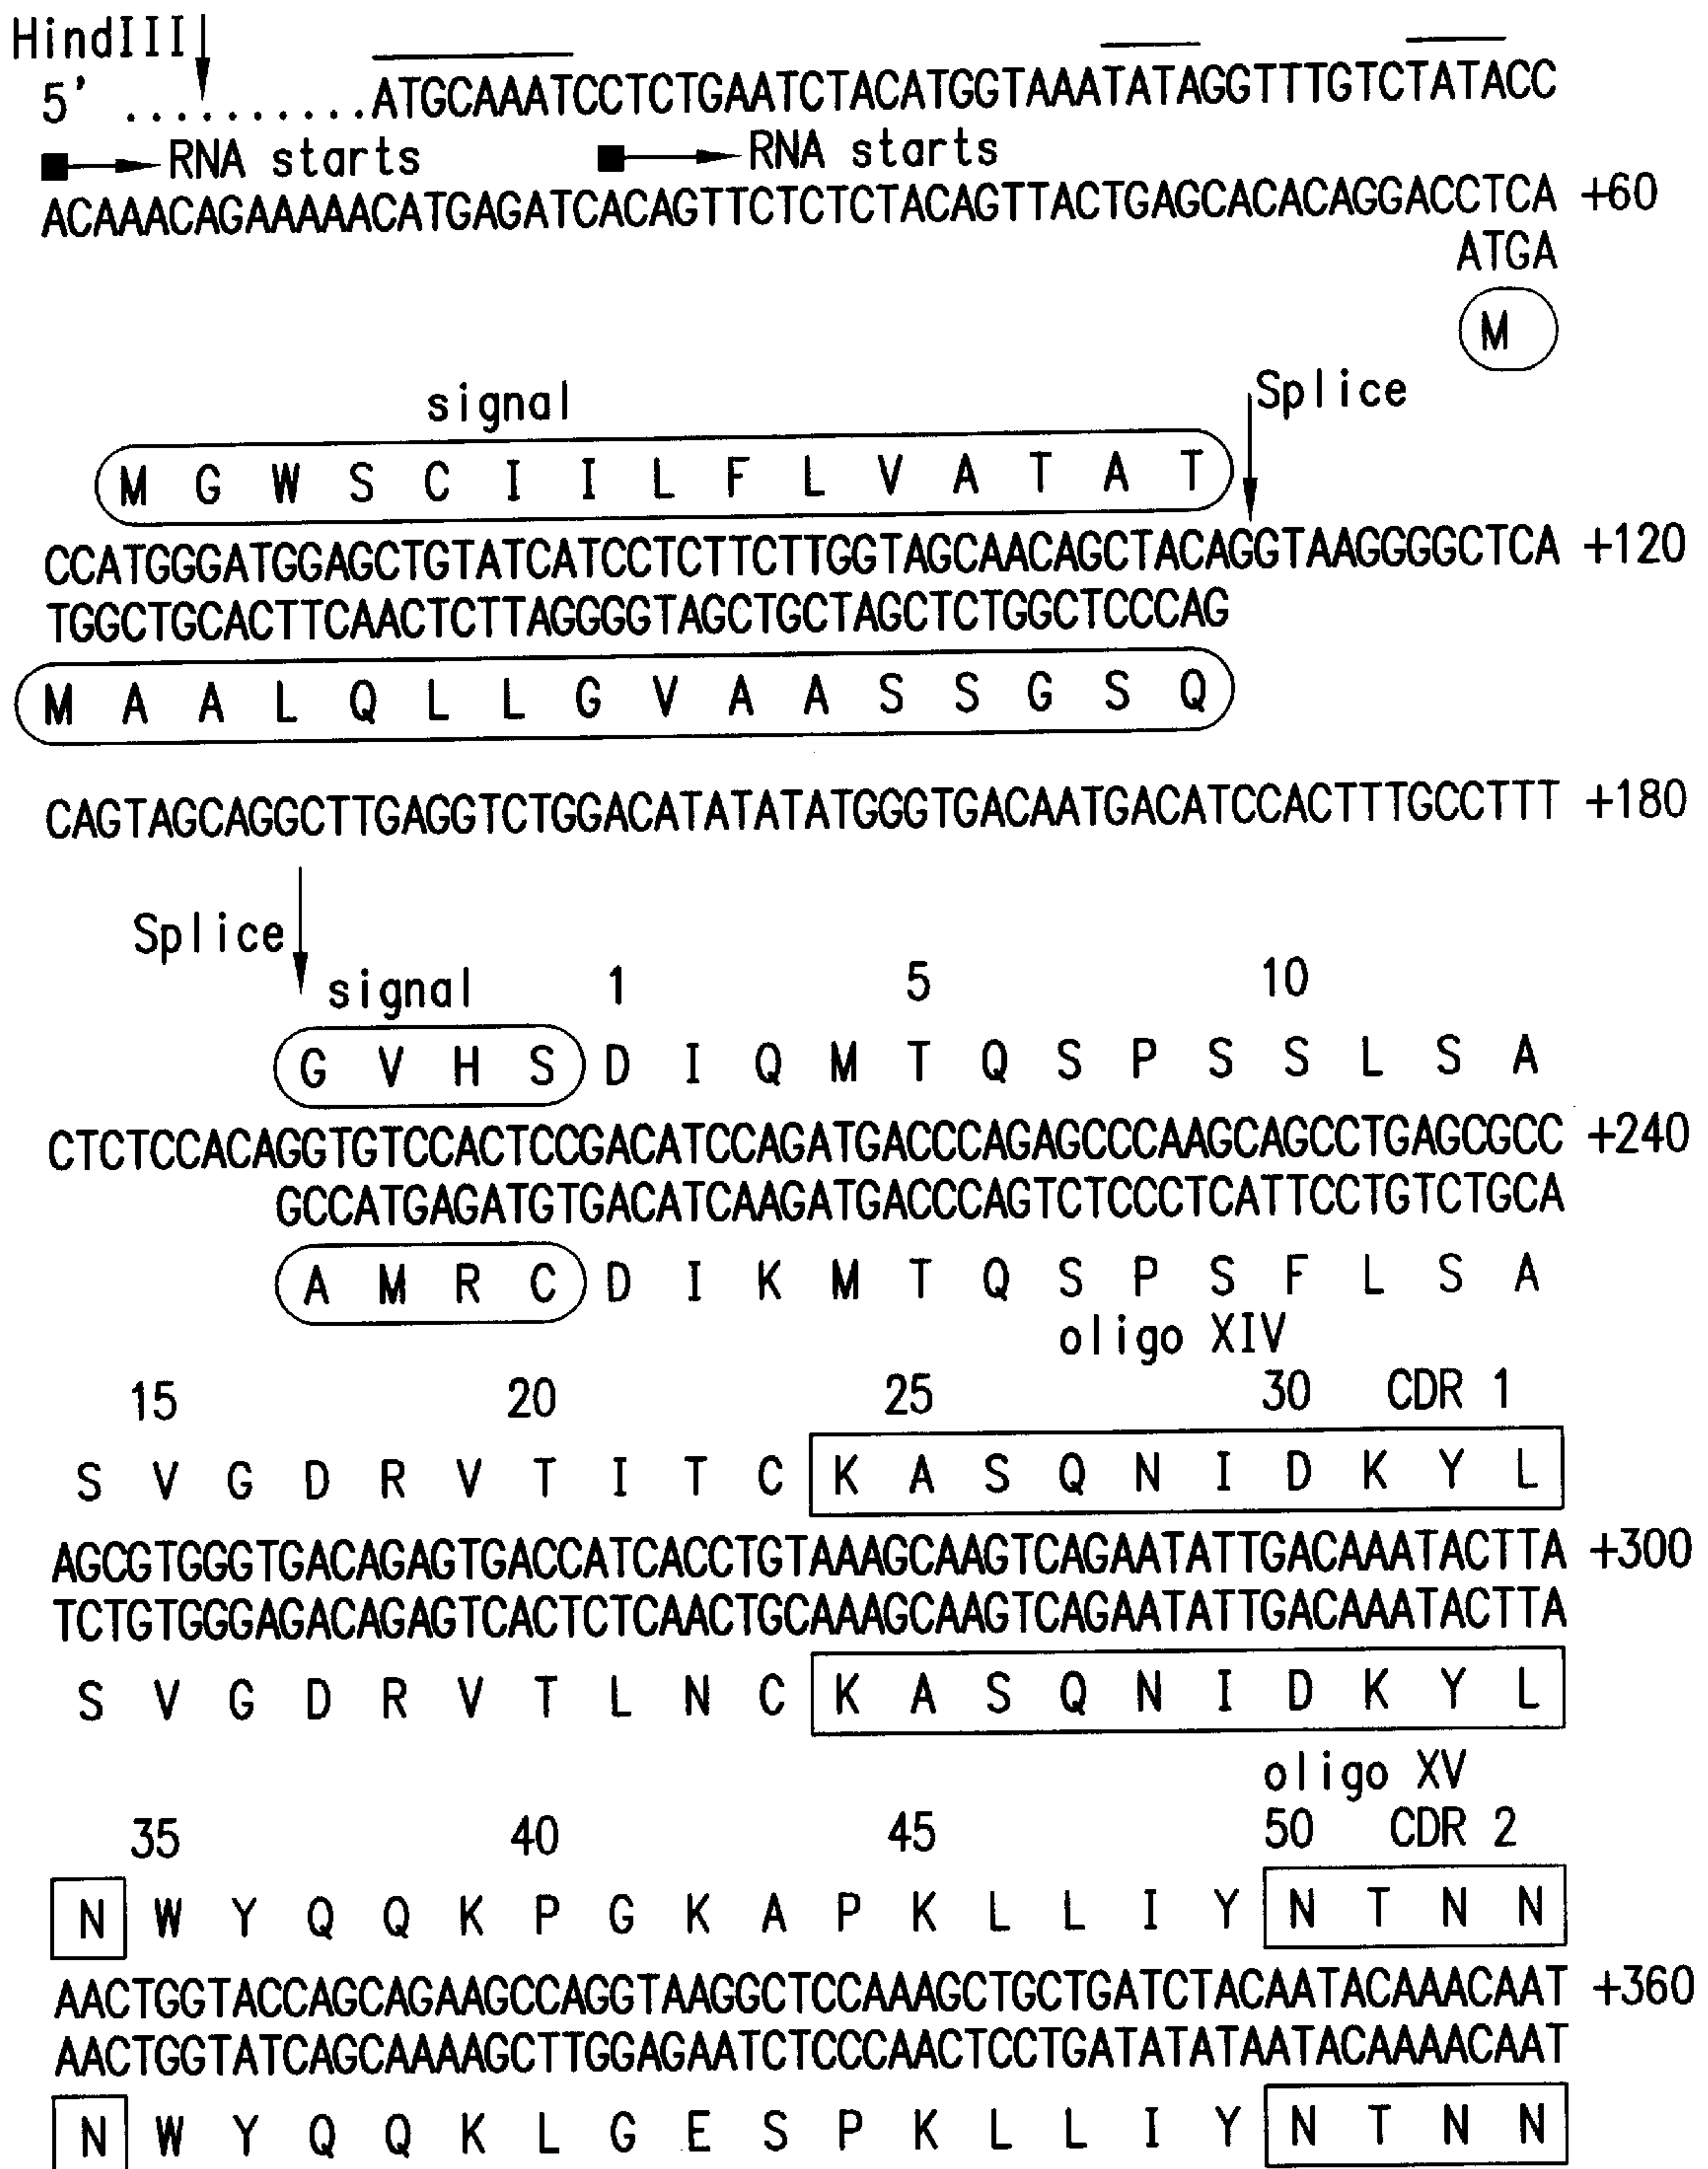 HindIII
5' ..........ATGCAAATCCTCTGAATCTACATGGTAAATATAGGTTTGTCTATACC
RNA starts RNA starts
ACAAACAGAAAAACATGAGATCACAGTTCTCTCTACAGTTACTGAGCACACAGGACCTCA +60
ATGA
M
signal Splice
M G W S C I I L F L V A T A T
CCATGGGATGGAGCTGTATCATCCTCTTCTTGGTAGCAACAGCTACAGGTAAGGGGCTCA +120
TGGCTGCACTTCAACTCTTAGGGGTAGCTGCTAGCTCTGGCTCCCAG
M A A L Q L L G V A A S S G S Q
CAGTAGCAGGCTTGAGGTCTGGACATATATATGGGTGACAATGACATCCACTTTGCCTTT +180
Splice
signal 1 5 10
G V H S D I Q M T Q S P S S L S A
CTCTCCACAGGTGTCCACTCCGACATCCAGATGACCCAGAGCCCAAGCAGCCTGAGCGCC +240
GCCATGAGATGTGACATCAAGATGACCCAGTCTCCCTCATTCCTGTCTGCA
A M R C D I K M T Q S P S F L S A
oligo XIV
15 20 25 30 CDR 1
S V G D R V T I T C K A S Q N I D K Y L
AGCGTGGGTGACAGAGTGACCATCACCTGTAAAGCAAGTCAGAATATTGACAAATACTTA +300
TCTGTGGGAGACAGAGTCACTCTCAACTGCAAAGCAAGTCAGAATATTGACAAATACTTA
S V G D R V T L N C K A S Q N I D K Y L
oligo XV
35 40 45 50 CDR 2
N W Y Q Q K P G K A P K L L I Y N T N N
AACTGGTACCAGCAGAAGCCAGGTAAGGCTCCAAAGCTGCTGATCTACAATACAAACAAT +360
AACTGGTATCAGCAAAAGCTTGGAGAATCTCCCAACTCCTGATATATAATACAAAACAAT
N W Y Q Q K L G E S P K L L I Y N T N N